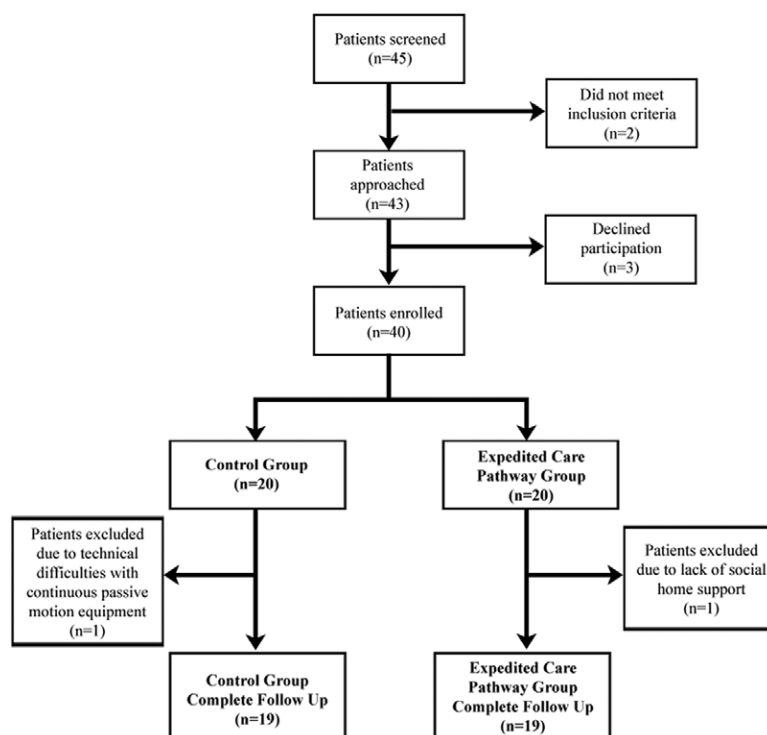 Patients screened
(n=45)
Did not meet
inclusion criteria
(n=2)
Patients
approached
(n=43)
Declined
participation
(n=3)
Patients enrolled
(n=40)
Control Group
(n=20)
Expedited Care
Pathway Group
(n=20)
Patients excluded
due to technical
difficulties with
continuous passive
motion equipment
(n=1)
Patients excluded
due to lack of social
home support
(n=1)
Control Group
Complete Follow Up
(n=19)
Expedited Care
Pathway Group
Complete Follow Up
(n=19)